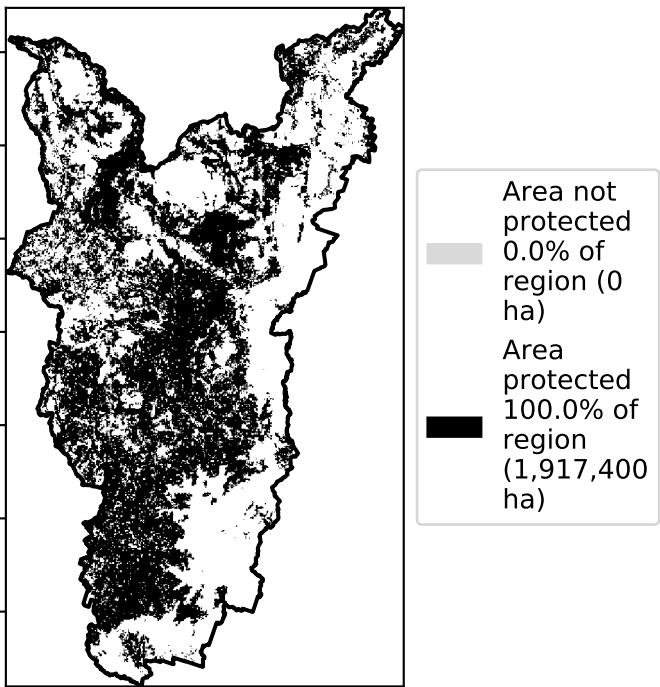 Area not
protected
0.0% of
region (0
ha)
Area
protected
100.0% of
region
(1,917,400
ha)